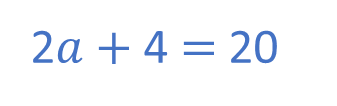 2a + 4 = 20